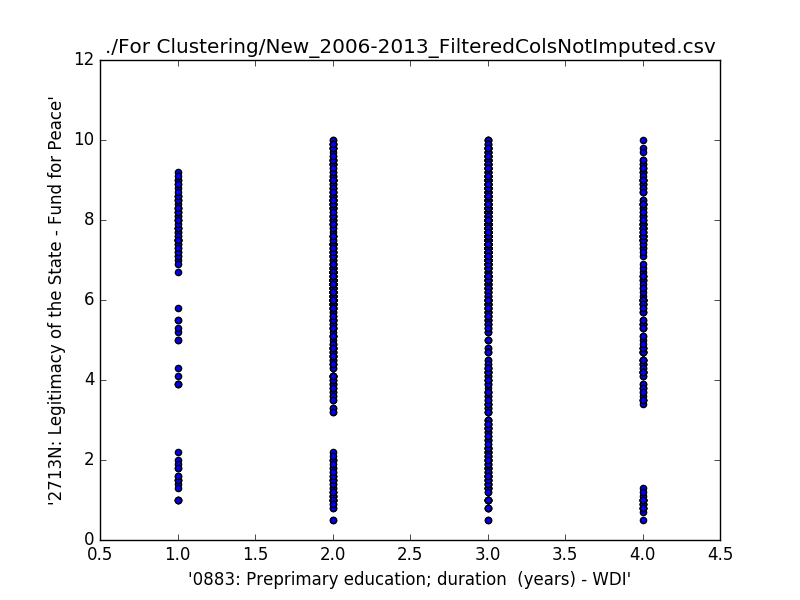 ./For Clustering/New_2006-2013_FilteredColsNotImputed.csv
12
10
8
6
4
2
0
'2713N: Legitimacy of the State - Fund for Peace'
0.5 1.0 1.5 2.0 2.5 3.0 3.5 4.0 4.5
'0883: Preprimary education; duration  (years) - WDI'